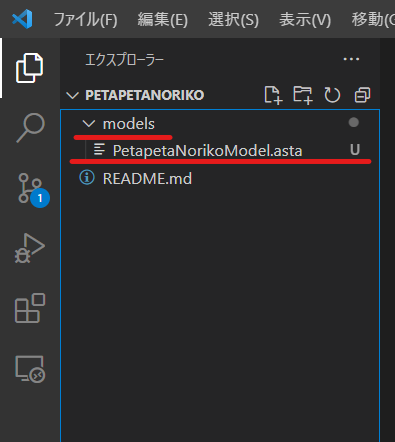 ファイル(F) 編集(E) 選択(S) 表示(V) 移動(
エクスプローラー
PETAPETANORIKO
models
PetapetaNorikoModel.asta U
README.md
1